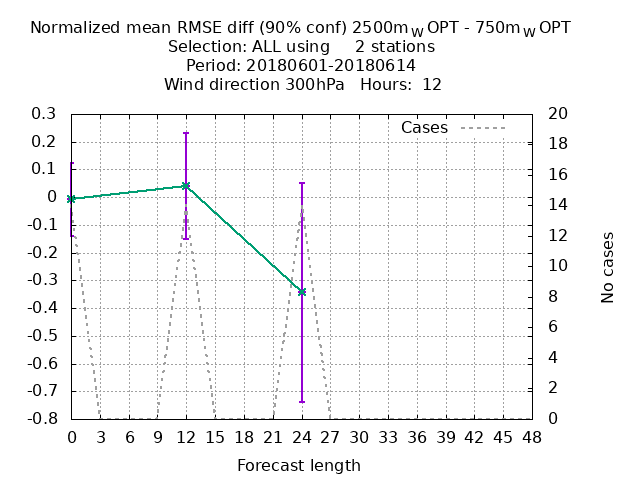 Normalized mean RMSE diff (90% conf) 2500m W OPT - 750m W OPT
Selection: ALL using 2 stations
Period: 20180601-20180614
Wind direction 300hPa Hours: 12
Cases
0.3
0.2
0.1
0
-0.1
-0.2
-0.3
-0.4
-0.5
-0.6
-0.7
-0.8
20
18
16
14
12
10
8
6
4
2
0
No cases
0 3 6 9 12 15 18 21 24 27 30 33 36 39 42 45 48
Forecast length